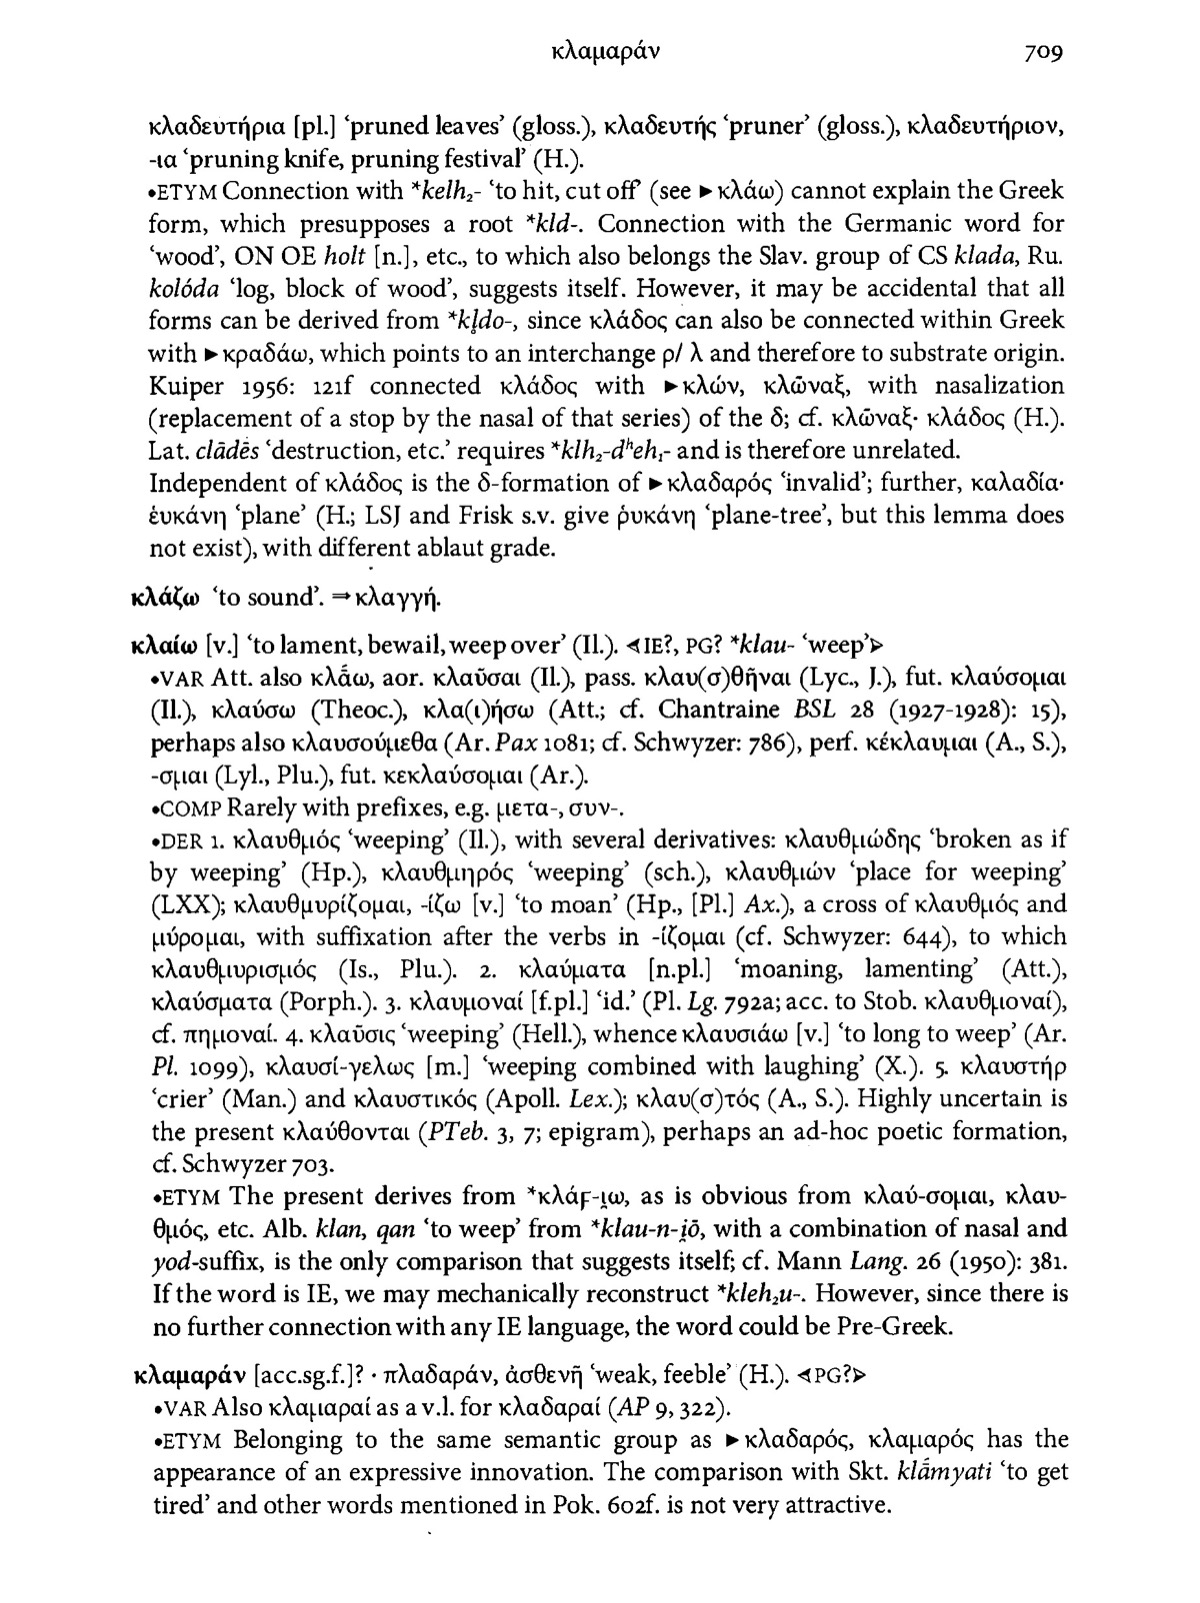 κλαμαράν 709
κλαδευτήρια [pl.] ‘pruned leaves’ (gloss.), κλαδευτής ‘pruner’ (gloss.), κλαδευτήριον,
-ια ‘pruning knife, pruning festival’ (H.).
•ETYM Connection with *kelh₂- ‘to hit, cut off’ (see ►κλάω) cannot explain the Greek
form, which presupposes a root *kld-. Connection with the Germanic word for
‘wood’, ON OE holt [n.], etc., to which also belongs the Slav. group of CS klada, Ru.
kolóda ‘log, block of wood’, suggests itself. However, it may be accidental that all
forms can be derived from *kl̥do-, since κλάδος can also be connected within Greek
with ►κραδάω, which points to an interchange ρ/ λ and therefore to substrate origin.
Kuiper 1956: 121f connected κλάδος with ►κλών, κλῶναξ, with nasalization
(replacement of a stop by the nasal of that series) of the δ; cf. κλῶναξ· κλάδος (H.).
Lat. clādēs ‘destruction, etc.’ requires *klh₂-dʰeh₁- and is therefore unrelated.
Independent of κλάδος is the δ-formation of ►κλαδαρός ‘invalid’; further, καλαδία·
ἑυκάνη ‘plane’ (H.; LSJ and Frisk s.v. give ῥυκάνη ‘plane-tree’, but this lemma does
not exist), with different ablaut grade.
κλάζω ‘to sound’. ⇒κλαγγή.
κλαίω [v.] ‘to lament, bewail, weep over’ (Il.). ⋖IE?, PG? *klau- ‘weep’⋗
•VAR Att. also κλᾱ́ω, aor. κλαῦσαι (Il.), pass. κλαυ(σ)θῆναι (Lyc., J.), fut. κλαύσομαι
(Il.), κλαύσω (Theoc.), κλα(ι)ήσω (Att.; cf. Chantraine BSL 28 (1927-1928): 15),
perhaps also κλαυσούμεθα (Ar. Pax 1081; cf. Schwyzer: 786), perf. κέκλαυμαι (A., S.),
-σμαι (Lyl., Plu.), fut. κεκλαύσομαι (Ar.).
•COMP Rarely with prefixes, e.g. μετα-, συν-.
•DER 1. κλαυθμός ‘weeping’ (Il.), with several derivatives: κλαυθμώδης ‘broken as if
by weeping’ (Hp.), κλαυθμηρός ‘weeping’ (sch.), κλαυθμών ‘place for weeping’
(LXX); κλαυθμυρίζομαι, -ίζω [v.] ‘to moan’ (Hp., [Pl.] Ax.), a cross of κλαυθμός and
μύρομαι, with suffixation after the verbs in -ίζομαι (cf. Schwyzer: 644), to which
κλαυθμυρισμός (Is., Plu.). 2. κλαύματα [n.pl.] ‘moaning, lamenting’ (Att.),
κλαύσματα (Porph.). 3. κλαυμοναί [f.pl.] ‘id.’ (Pl. Lg. 792a; acc. to Stob. κλαυθμοναί),
cf. πημοναί. 4. κλαῦσις ‘weeping’ (Hell.), whence κλαυσιάω [v.] ‘to long to weep’ (Ar.
Pl. 1099), κλαυσί-γελως [m.] ‘weeping combined with laughing’ (X.). 5. κλαυστήρ
‘crier’ (Man.) and κλαυστικός (Apoll. Lex.); κλαυ(σ)τός (A., S.). Highly uncertain is
the present κλαύθονται (PTeb. 3, 7; epigram), perhaps an ad-hoc poetic formation,
cf. Schwyzer 703.
•ETYM The present derives from *κλάϝ-ι̯ω, as is obvious from κλαύ-σομαι, κλαυ-
θμός, etc. Alb. klan, qan ‘to weep’ from *klau-n-i̯ō, with a combination of nasal and
yod-suffix, is the only comparison that suggests itself; cf. Mann Lang. 26 (1950): 381.
If the word is IE, we may mechanically reconstruct *kleh₂u-. However, since there is
no further connection with any IE language, the word could be Pre-Greek.
κλαμαράν [acc.sg.f.]? · πλαδαράν, ἀσθενῆ ‘weak, feeble’ (H.). ⋖PG?⋗
•VAR Also κλαμαραί as a v.l. for κλαδαραί (AP 9, 322).
•ETYM Belonging to the same semantic group as ►κλαδαρός, κλαμαρός has the
appearance of an expressive innovation. The comparison with Skt. klā́myati ‘to get
tired’ and other words mentioned in Pok. 602f. is not very attractive.